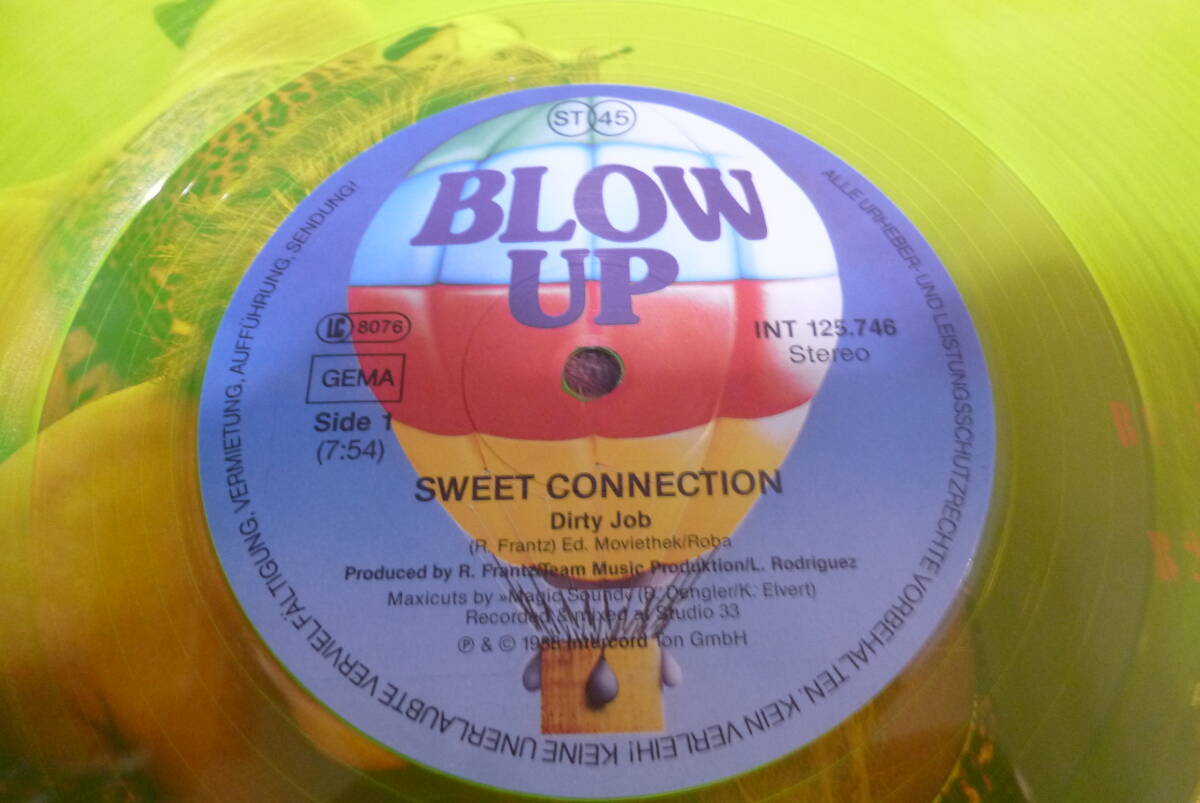 ST 45
BLOW
UP
LC 8076
GEMA
Side 1
(7:54)
INT 125.746
Stereo
SWEET CONNECTION
Dirty Job
(R. Frantz) Ed. Moviethek/Roba
Produced by R. Frantz/Team Music Produktion/L. Rodriguez
Maxicuts by »Magic Sound« (B. Dengler/K. Elvert)
Recorded & mixed at Studio 33
℗ & © 1988 Intercord Ton GmbH
ALLE URHEBER- UND LEISTUNGSSCHUTZRECHTE VORBEHALTEN. KEIN VERLEIH! KEINE UNERLAUBTE VERVIELFÄLTIGUNG, VERMIETUNG, AUFFÜHRUNG, SENDUNG!